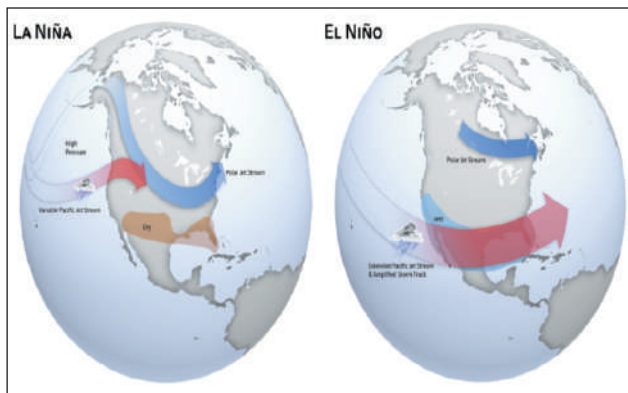 LA NIÑA
EL NIÑO
High
Pressure
Polar Jet Stream
Variable Pacific Jet Stream
Dry
Polar Jet Stream
Wet
Extended Pacific Jet Stream
& Amplified Storm Track